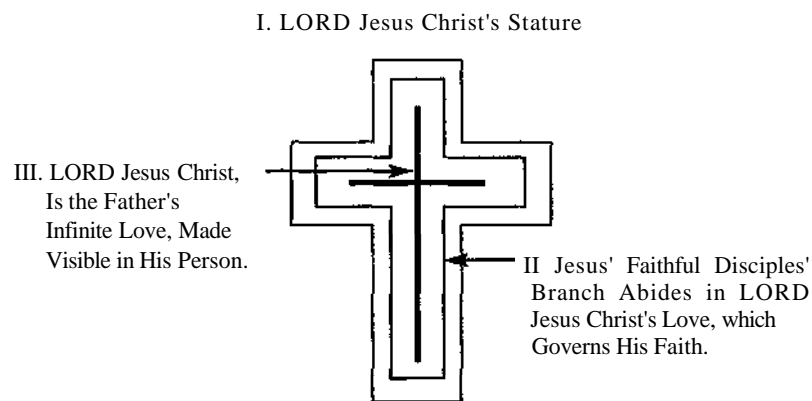 I. LORD Jesus Christ's Stature
III. LORD Jesus Christ,
Is the Father's
Infinite Love, Made
Visible in His Person.
II Jesus' Faithful Disciples'
Branch Abides in LORD
Jesus Christ's Love, which
Governs His Faith.